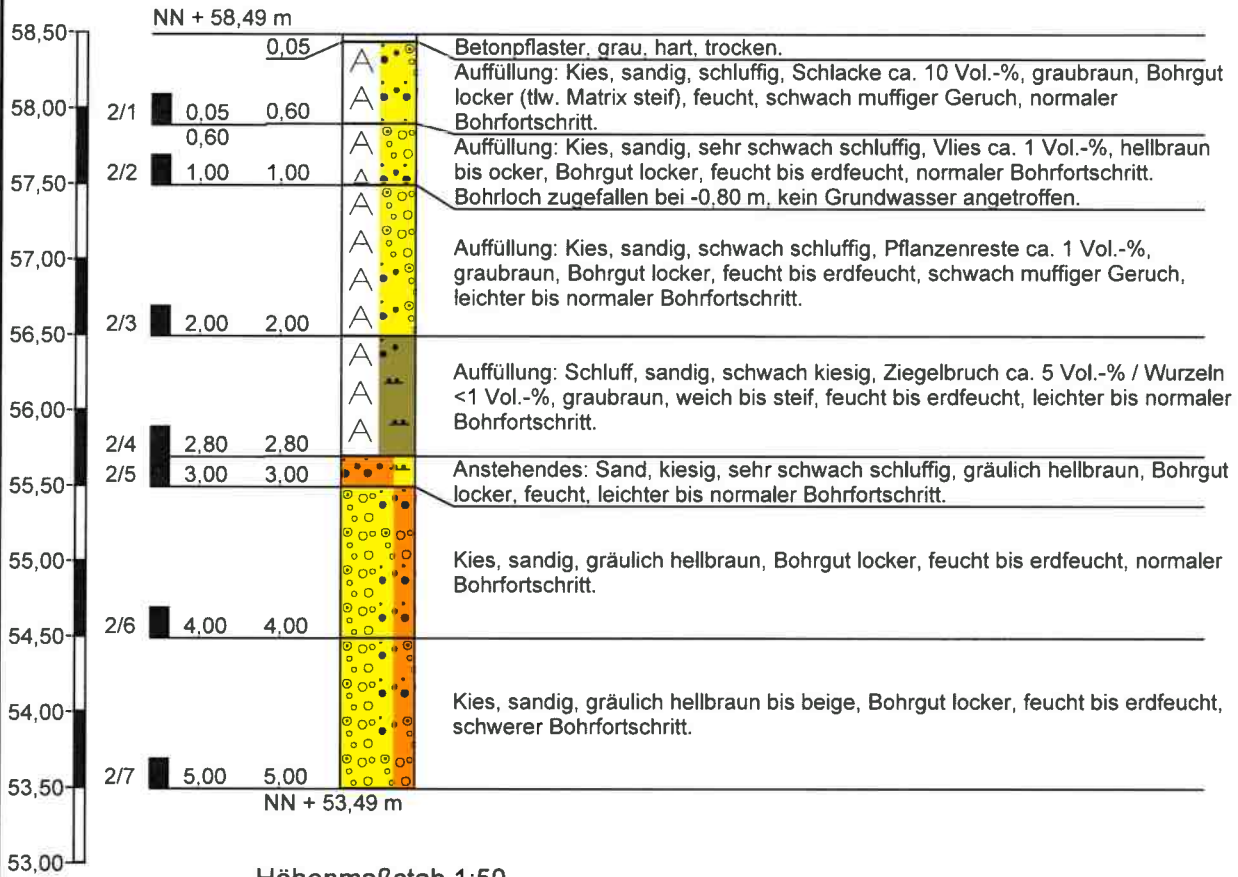 NN + 58,49 m
58,50
0,05
Betonpflaster, grau, hart, trocken.
Auffüllung: Kies, sandig, schluffig, Schlacke ca. 10 Vol.-%, graubraun, Bohrgut
locker (tlw. Matrix steif), feucht, schwach muffiger Geruch, normaler
Bohrfortschritt.
58,00
2/1 0,05 0,60
0,60
Auffüllung: Kies, sandig, sehr schwach schluffig, Vlies ca. 1 Vol.-%, hellbraun
bis ocker, Bohrgut locker, feucht bis erdfeucht, normaler Bohrfortschritt.
Bohrloch zugefallen bei -0,80 m, kein Grundwasser angetroffen.
2/2 1,00 1,00
57,50
A
A
A
A
A
A
A
A
A
A
A
Auffüllung: Kies, sandig, schwach schluffig, Pflanzenreste ca. 1 Vol.-%,
graubraun, Bohrgut locker, feucht bis erdfeucht, schwach muffiger Geruch,
leichter bis normaler Bohrfortschritt.
57,00
2/3 2,00 2,00
56,50
Auffüllung: Schluff, sandig, schwach kiesig, Ziegelbruch ca. 5 Vol.-% / Wurzeln
<1 Vol.-%, graubraun, weich bis steif, feucht bis erdfeucht, leichter bis normaler
Bohrfortschritt.
56,00
2/4 2,80 2,80
2/5 3,00 3,00
55,50
Anstehendes: Sand, kiesig, sehr schwach schluffig, gräulich hellbraun, Bohrgut
locker, feucht, leichter bis normaler Bohrfortschritt.
Kies, sandig, gräulich hellbraun, Bohrgut locker, feucht bis erdfeucht, normaler
Bohrfortschritt.
55,00
2/6 4,00 4,00
54,50
Kies, sandig, gräulich hellbraun bis beige, Bohrgut locker, feucht bis erdfeucht,
schwerer Bohrfortschritt.
54,00
2/7 5,00 5,00
53,50
NN + 53,49 m
53,00
Höhenmaßstab 1:50